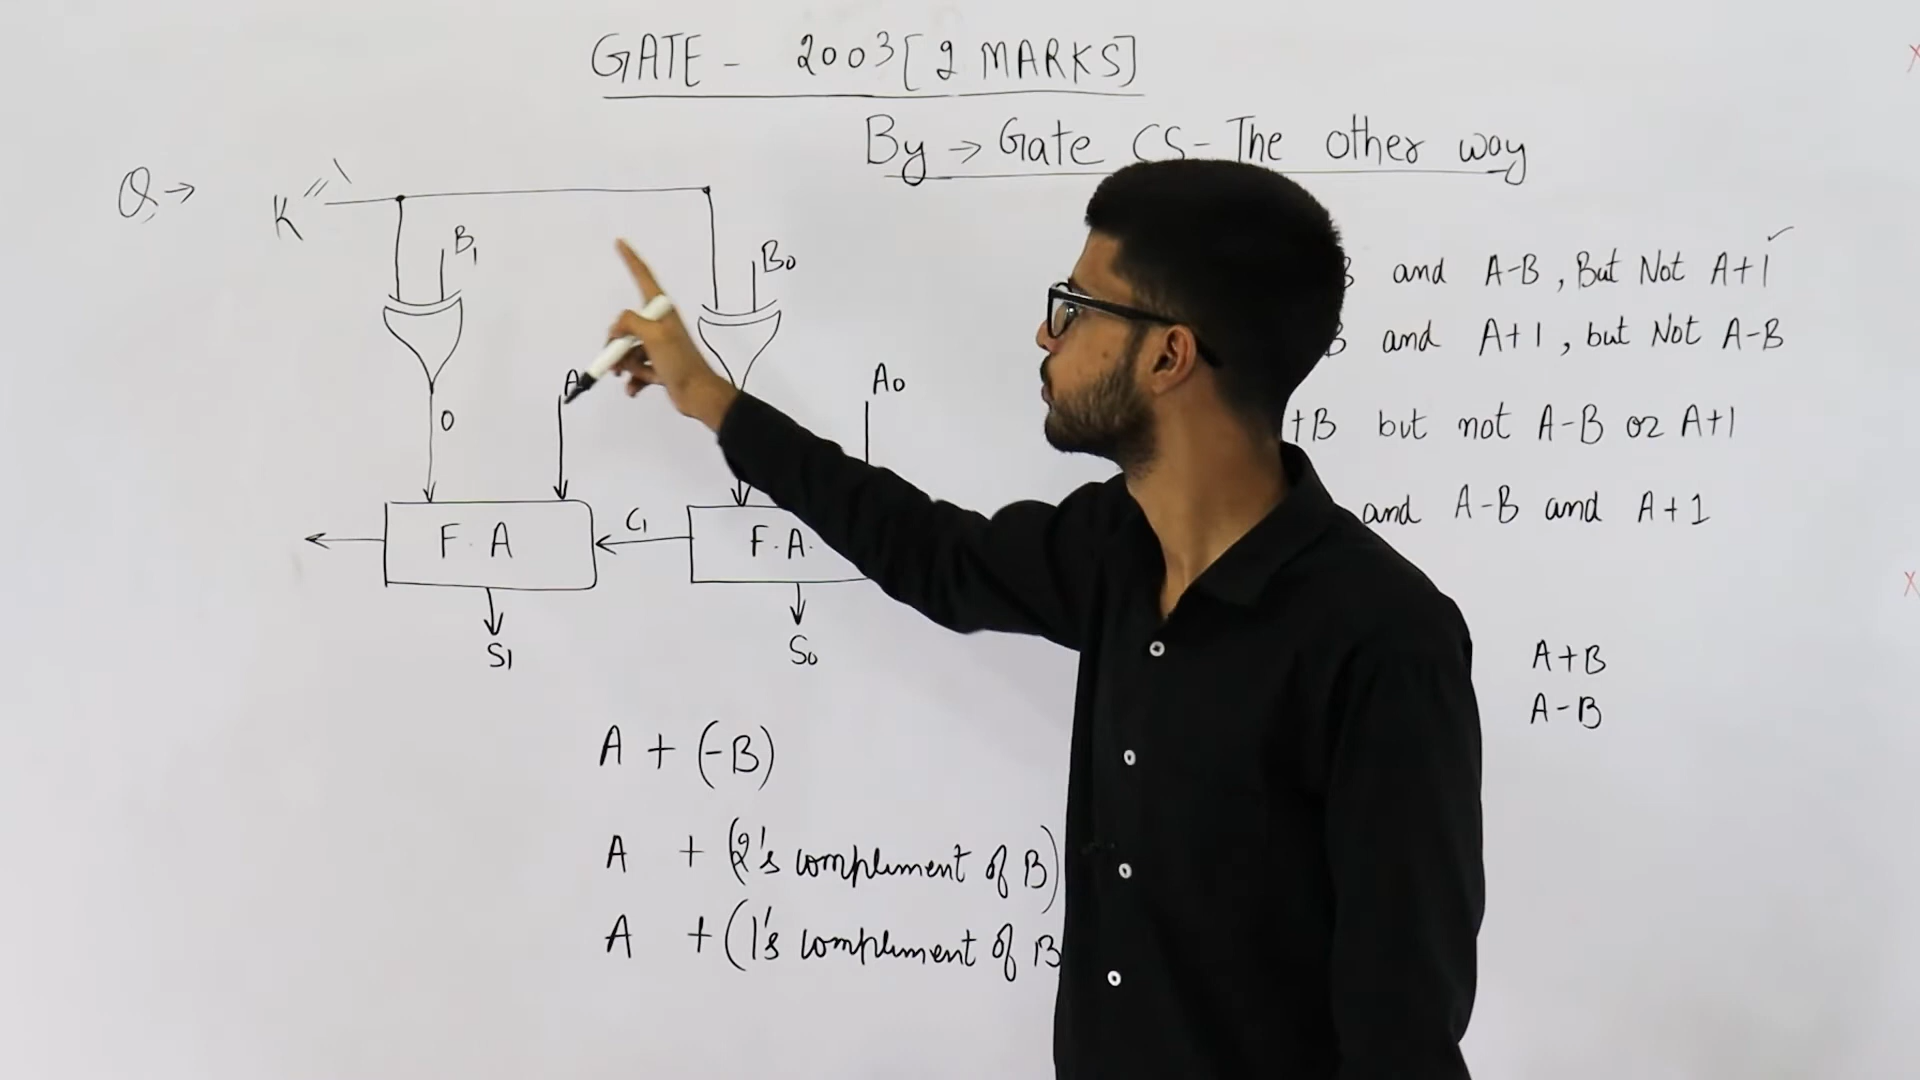 GATE - 2003 [2 MARKS]
By → Gate CS - The other way
Q →
K
B1
B0
and A-B, But Not A+1
B and A+1, but Not A-B
+B but not A-B or A+1
and A-B and A+1
0
A
A0
F.A
C1
F.A.
S1
S0
A+B
A-B
A + (-B)
A + (2's complement of B)
A + (1's complement of B